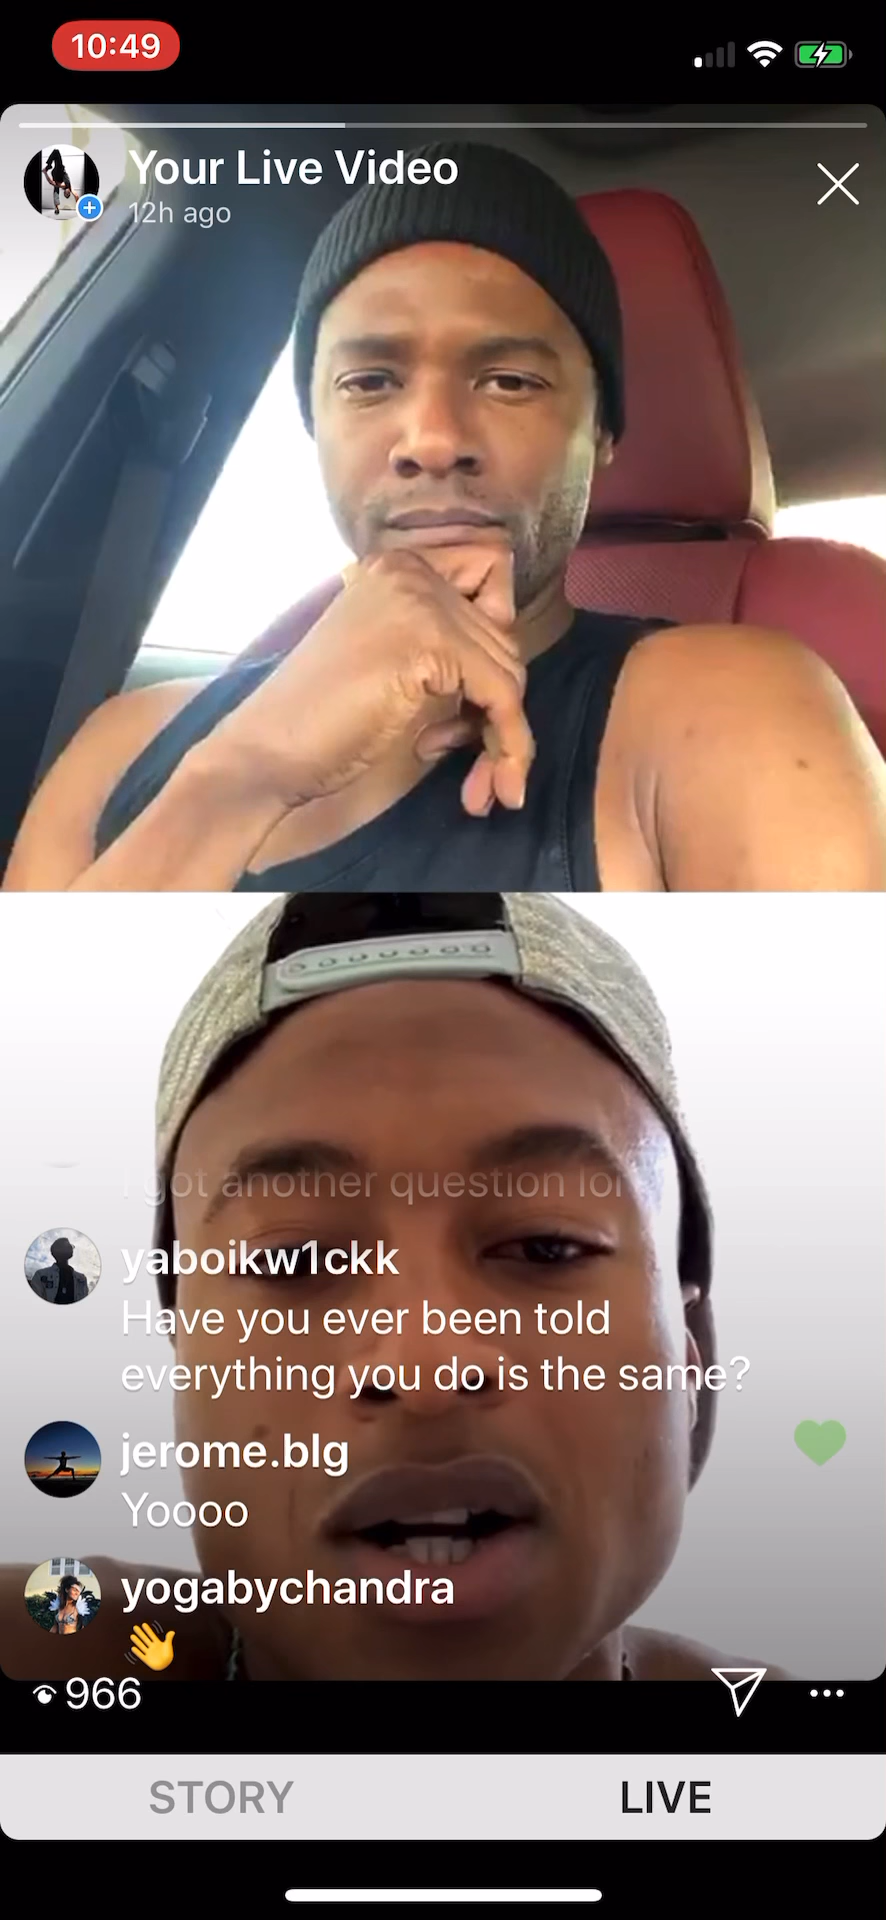 10:49
Your Live Video
12h ago
I got another question lol
yaboikw1ckk
Have you ever been told
everything you do is the same?
jerome.blg
Yoooo
yogabychandra
👋
966
STORY
LIVE